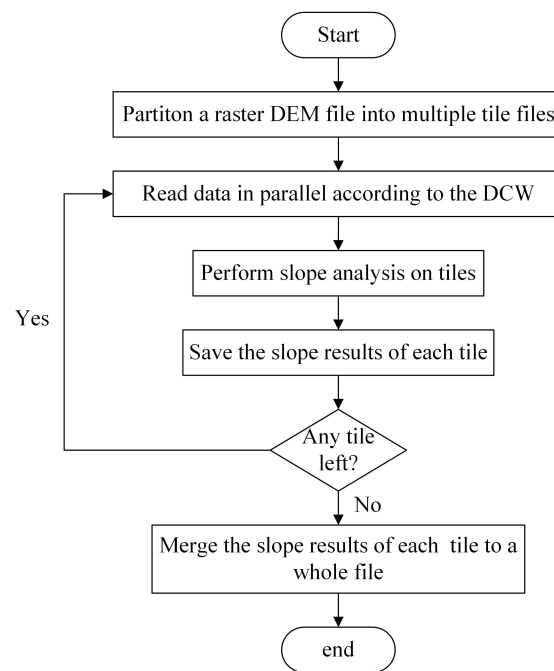 Start
Partiton a raster DEM file into multiple tile files
Read data in parallel according to the DCW
Perform slope analysis on tiles
Yes
Save the slope results of each tile
Any tile
left?
No
Merge the slope results of each tile to a
whole file
end